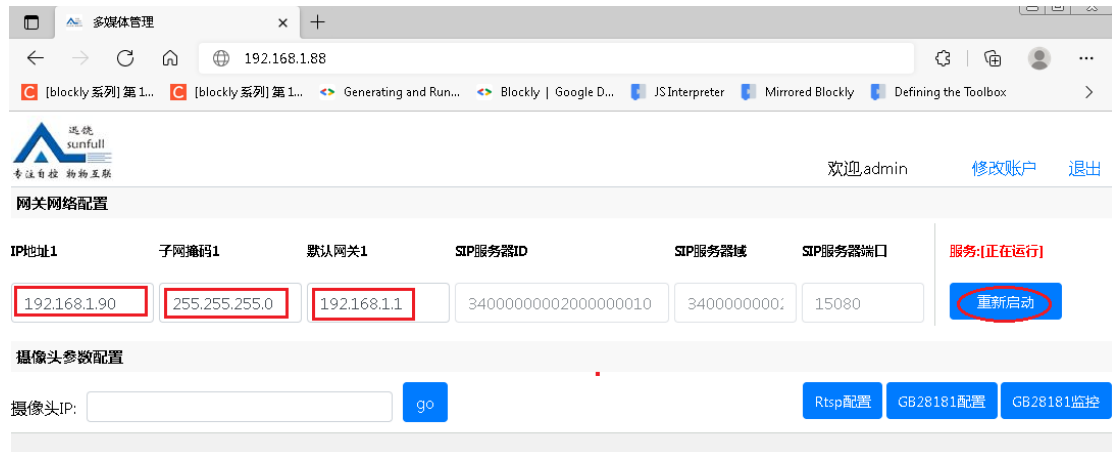 多媒体管理
192.168.1.88
[blockly 系列] 第 1... [blockly 系列] 第 1... Generating and Run... Blockly | Google D... JS Interpreter Mirrored Blockly Defining the Toolbox
迅烧
sunfull
专注自控 物物互联
欢迎,admin 修改账户 退出
网关网络配置
IP地址1 子网掩码1 默认网关1 SIP服务器ID SIP服务器域 SIP服务器端口 服务:[正在运行]
192.168.1.90 255.255.255.0 192.168.1.1 34000000002000000010 3400000000 15080 重新启动
摄像头参数配置
摄像头IP: go Rtsp配置 GB28181配置 GB28181监控